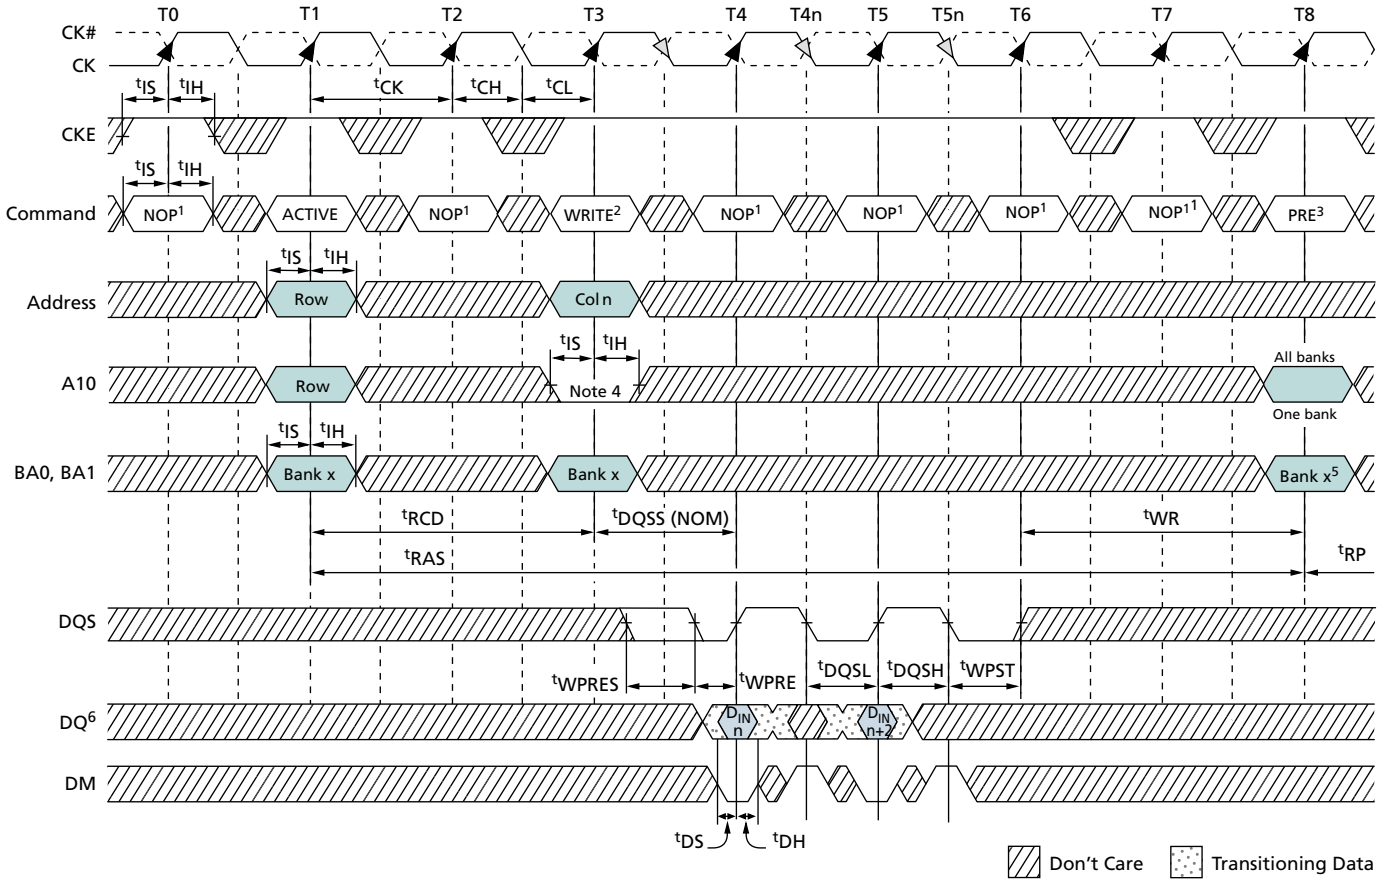 T0 T1 T2 T3 T4 T4n T5 T5n T6 T7 T8
CK#
CK
tIS tIH tCK tCH tCL
CKE
tIS tIH
Command NOP1 ACTIVE NOP1 WRITE2 NOP1 NOP1 NOP1 NOP11 PRE3
tIS tIH
Address Row Col n
tIS tIH
All banks
A10 Row Note 4
One bank
tIS tIH
BA0, BA1 Bank x Bank x Bank x5
tRCD tDQSS (NOM) tWR
tRAS tRP
DQS
tWPRES tWPRE tDQSL tDQSH tWPST
DQ6 DIN DIN
n n+2
DM
tDS tDH
Don't Care Transitioning Data